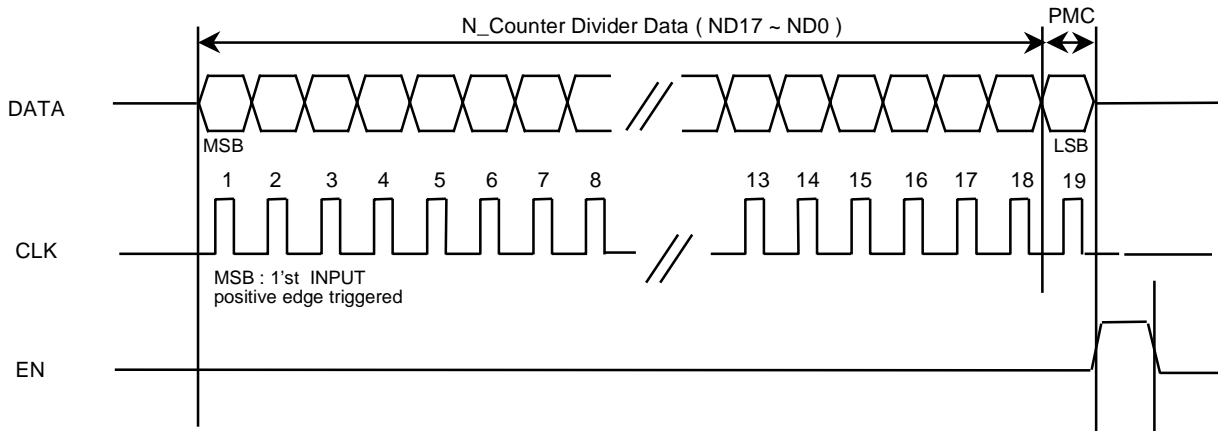 PMC
N_Counter Divider Data ( ND17 ~ ND0 )
DATA
MSB
LSB
1 2 3 4 5 6 7 8 13 14 15 16 17 18 19
CLK
MSB : 1'st INPUT
positive edge triggered
EN